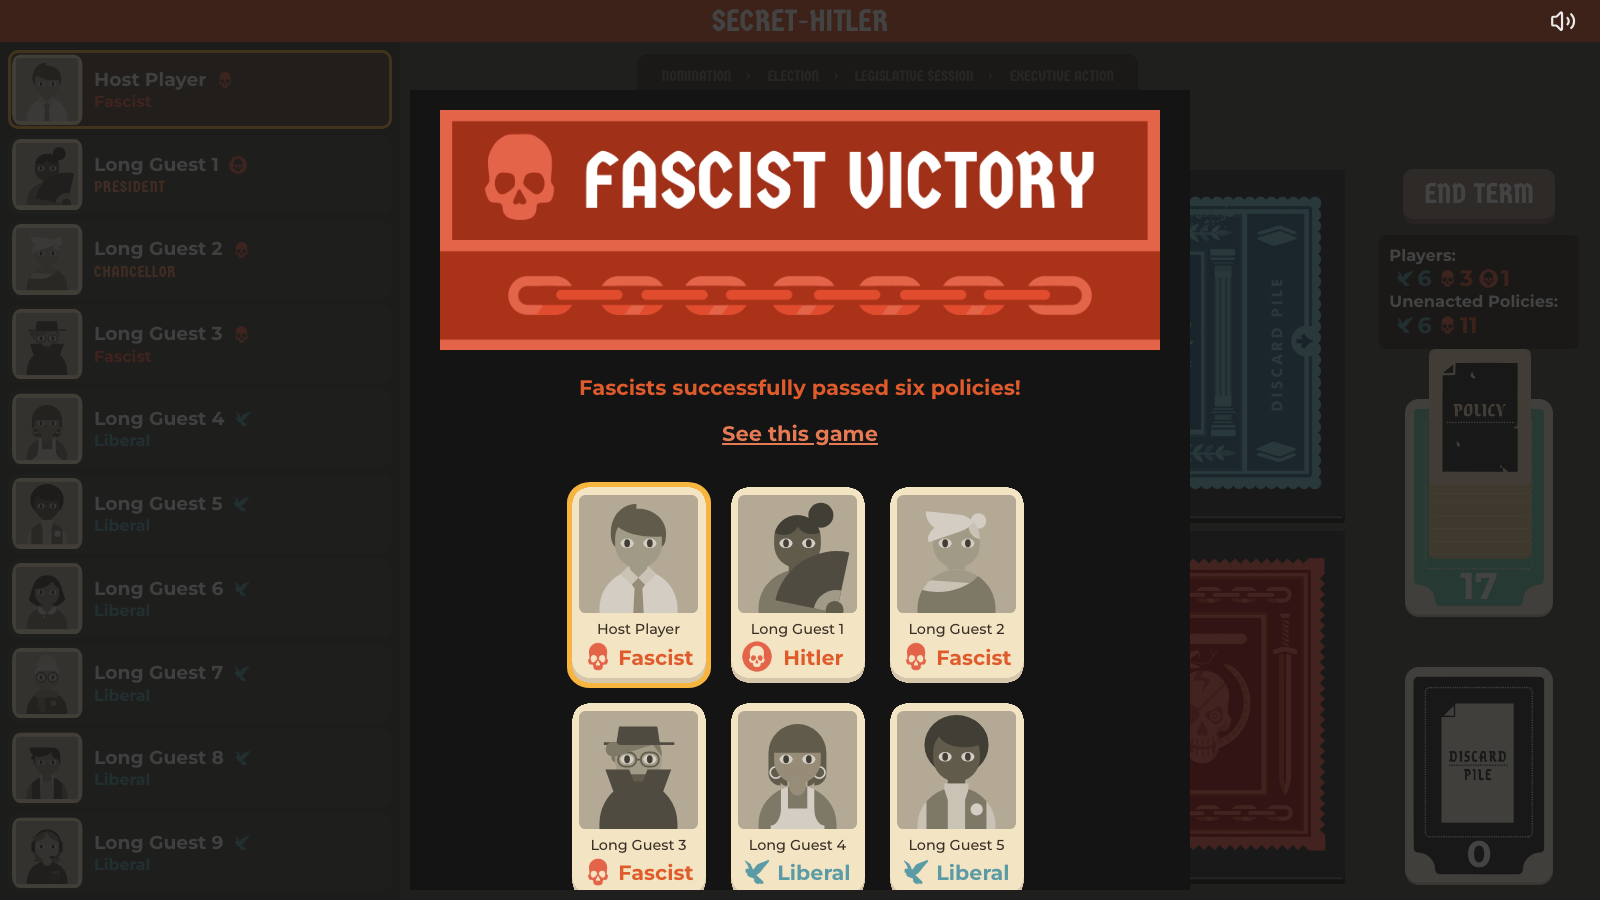 SECRET-HITLER
Host Player
Fascist
Long Guest 1
PRESIDENT
Long Guest 2
CHANCELLOR
Long Guest 3
Fascist
Long Guest 4
Liberal
Long Guest 5
Liberal
Long Guest 6
Liberal
Long Guest 7
Liberal
Long Guest 8
Liberal
Long Guest 9
Liberal
NOMINATION › ELECTION › LEGISLATIVE SESSION › EXECUTIVE ACTION
FASCIST VICTORY
Fascists successfully passed six policies!
See this game
Host Player
Fascist
Long Guest 1
Hitler
Long Guest 2
Fascist
Long Guest 3
Fascist
Long Guest 4
Liberal
Long Guest 5
Liberal
DISCARD PILE
END TERM
Players:
6 3 1
Unenacted Policies:
6 11
POLICY
17
DISCARD
PILE
0